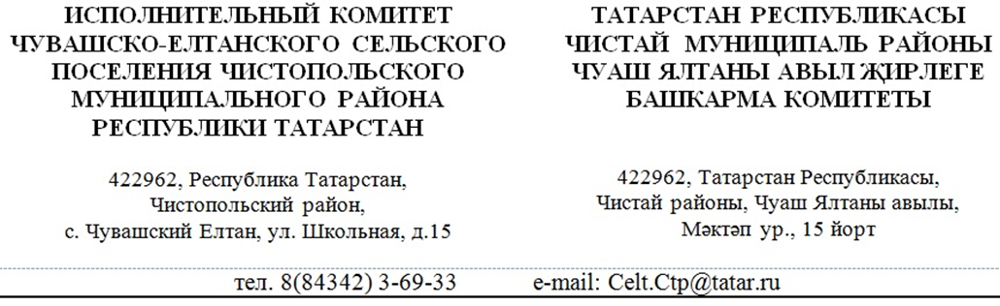 ИСПОЛНИТЕЛЬНЫЙ КОМИТЕТ
ЧУВАШСКО-ЕЛТАНСКОГО СЕЛЬСКОГО
ПОСЕЛЕНИЯ ЧИСТОПОЛЬСКОГО
МУНИЦИПАЛЬНОГО РАЙОНА
РЕСПУБЛИКИ ТАТАРСТАН
422962, Республика Татарстан,
Чистопольский район,
с. Чувашский Елтан, ул. Школьная, д.15
ТАТАРСТАН РЕСПУБЛИКАСЫ
ЧИСТАЙ МУНИЦИПАЛЬ РАЙОНЫ
ЧУАШ ЯЛТАНЫ АВЫЛ ҖИРЛЕГЕ
БАШКАРМА КОМИТЕТЫ
422962, Татарстан Республикасы,
Чистай районы, Чуаш Ялтаны авылы,
Мәктәп ур., 15 йорт
тел. 8(84342) 3-69-33 e-mail: Celt.Ctp@tatar.ru